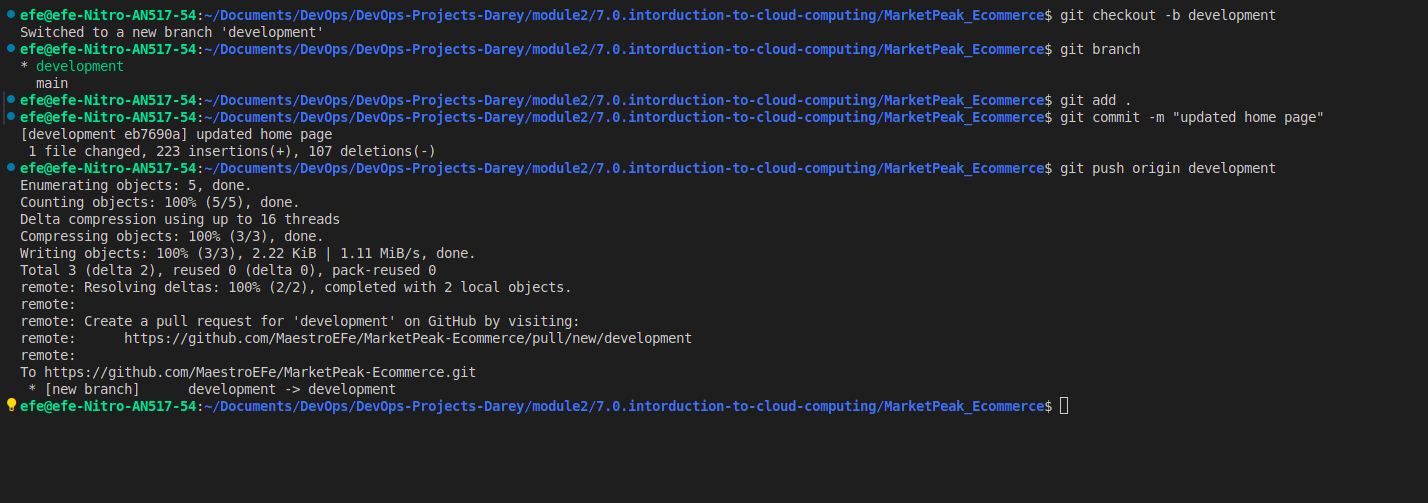 efe@efe-Nitro-AN517-54:~/Documents/DevOps/DevOps-Projects-Darey/module2/7.0.intorduction-to-cloud-computing/MarketPeak_Ecommerce$ git checkout -b development
Switched to a new branch 'development'
efe@efe-Nitro-AN517-54:~/Documents/DevOps/DevOps-Projects-Darey/module2/7.0.intorduction-to-cloud-computing/MarketPeak_Ecommerce$ git branch
* development
  main
efe@efe-Nitro-AN517-54:~/Documents/DevOps/DevOps-Projects-Darey/module2/7.0.intorduction-to-cloud-computing/MarketPeak_Ecommerce$ git add .
efe@efe-Nitro-AN517-54:~/Documents/DevOps/DevOps-Projects-Darey/module2/7.0.intorduction-to-cloud-computing/MarketPeak_Ecommerce$ git commit -m "updated home page"
[development eb7690a] updated home page
 1 file changed, 223 insertions(+), 107 deletions(-)
efe@efe-Nitro-AN517-54:~/Documents/DevOps/DevOps-Projects-Darey/module2/7.0.intorduction-to-cloud-computing/MarketPeak_Ecommerce$ git push origin development
Enumerating objects: 5, done.
Counting objects: 100% (5/5), done.
Delta compression using up to 16 threads
Compressing objects: 100% (3/3), done.
Writing objects: 100% (3/3), 2.22 KiB | 1.11 MiB/s, done.
Total 3 (delta 2), reused 0 (delta 0), pack-reused 0
remote: Resolving deltas: 100% (2/2), completed with 2 local objects.
remote:
remote: Create a pull request for 'development' on GitHub by visiting:
remote:      https://github.com/MaestroEFe/MarketPeak-Ecommerce/pull/new/development
remote:
To https://github.com/MaestroEFe/MarketPeak-Ecommerce.git
 * [new branch]      development -> development
efe@efe-Nitro-AN517-54:~/Documents/DevOps/DevOps-Projects-Darey/module2/7.0.intorduction-to-cloud-computing/MarketPeak_Ecommerce$